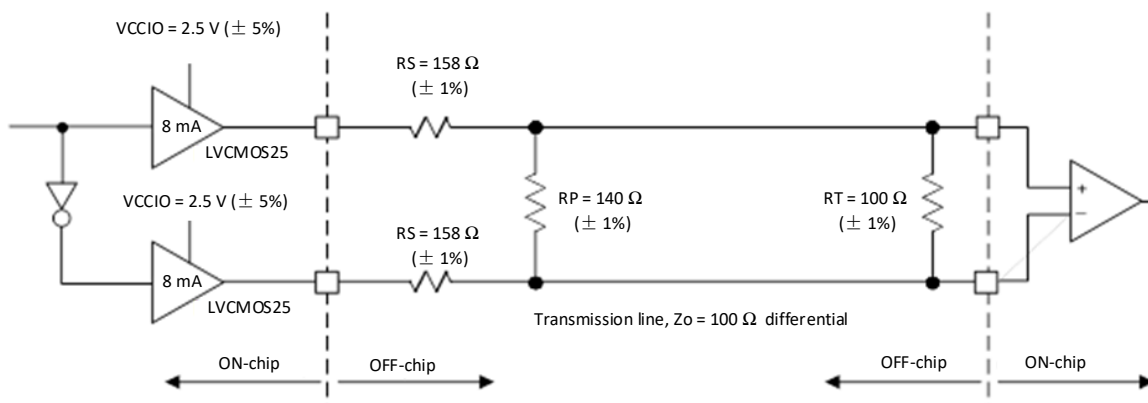 VCCIO = 2.5 V (± 5%)
RS = 158 Ω
(± 1%)
8 mA
LVCMOS25
VCCIO = 2.5 V (± 5%)
RP = 140 Ω
(± 1%)
RT = 100 Ω
(± 1%)
+
−
RS = 158 Ω
(± 1%)
8 mA
LVCMOS25
Transmission line, Zo = 100 Ω differential
ON-chip
OFF-chip
OFF-chip
ON-chip